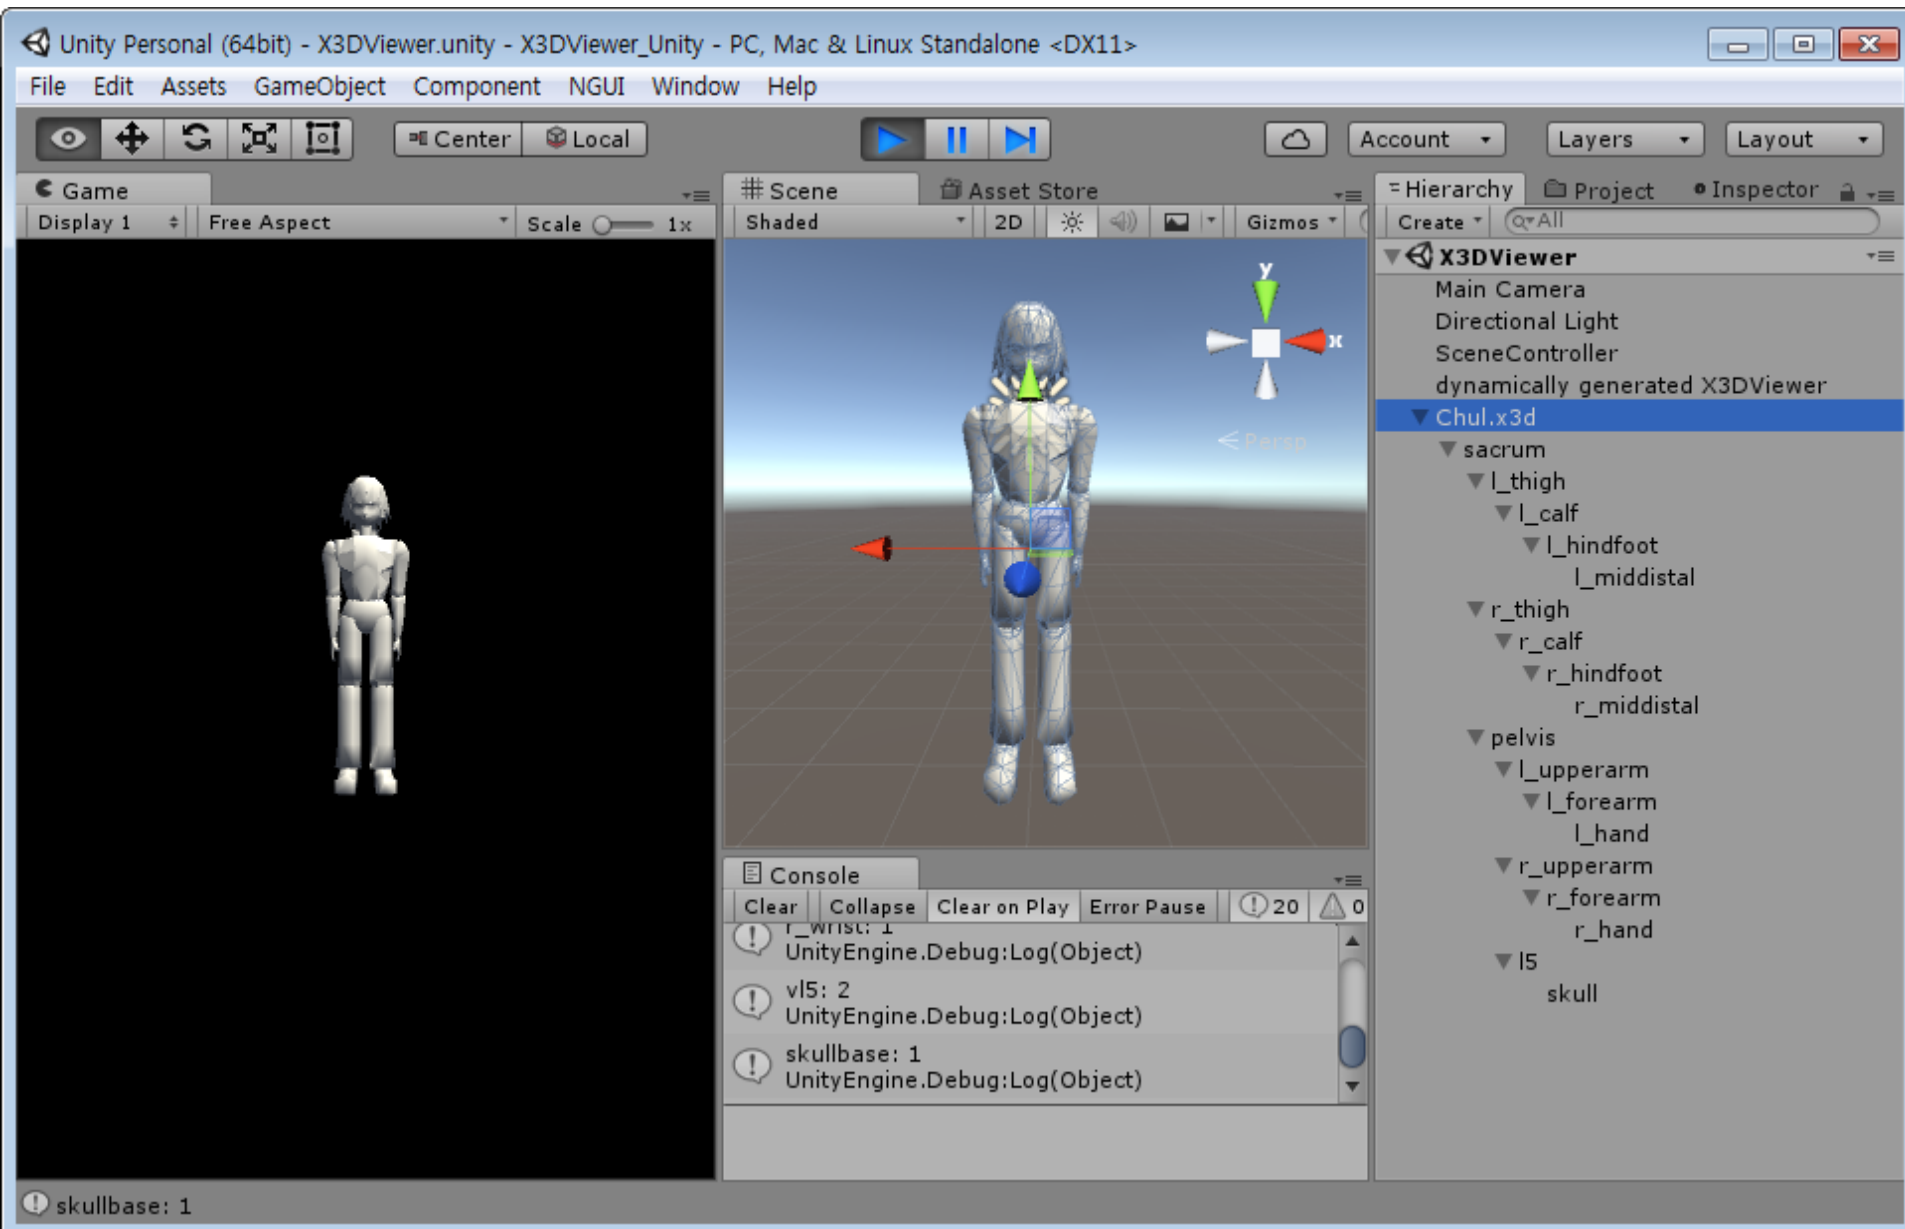 Unity Personal (64bit) - X3DViewer.unity - X3DViewer_Unity - PC, Mac & Linux Standalone <DX11>
File Edit Assets GameObject Component NGUI Window Help
Center Local Account Layers Layout
Game
Display 1 Free Aspect Scale 1x
Scene Asset Store
Shaded 2D Gizmos
y
x
Persp
Console
Clear Collapse Clear on Play Error Pause 20 0
r_wrist: 1
UnityEngine.Debug:Log(Object)
vl5: 2
UnityEngine.Debug:Log(Object)
skullbase: 1
UnityEngine.Debug:Log(Object)
Hierarchy Project Inspector
Create All
X3DViewer
Main Camera
Directional Light
SceneController
dynamically generated X3DViewer
Chul.x3d
sacrum
l_thigh
l_calf
l_hindfoot
l_middistal
r_thigh
r_calf
r_hindfoot
r_middistal
pelvis
l_upperarm
l_forearm
l_hand
r_upperarm
r_forearm
r_hand
l5
skull
skullbase: 1